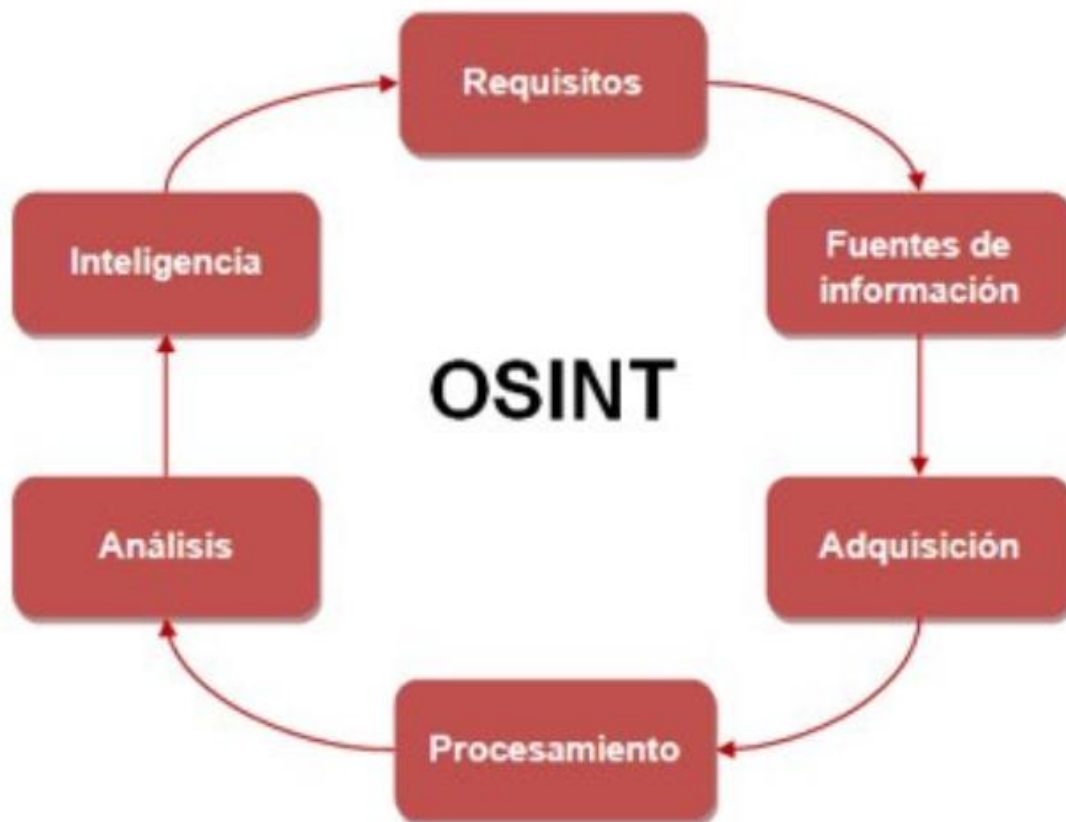 Requisitos
Fuentes de
información
Adquisición
Procesamiento
Análisis
Inteligencia
OSINT